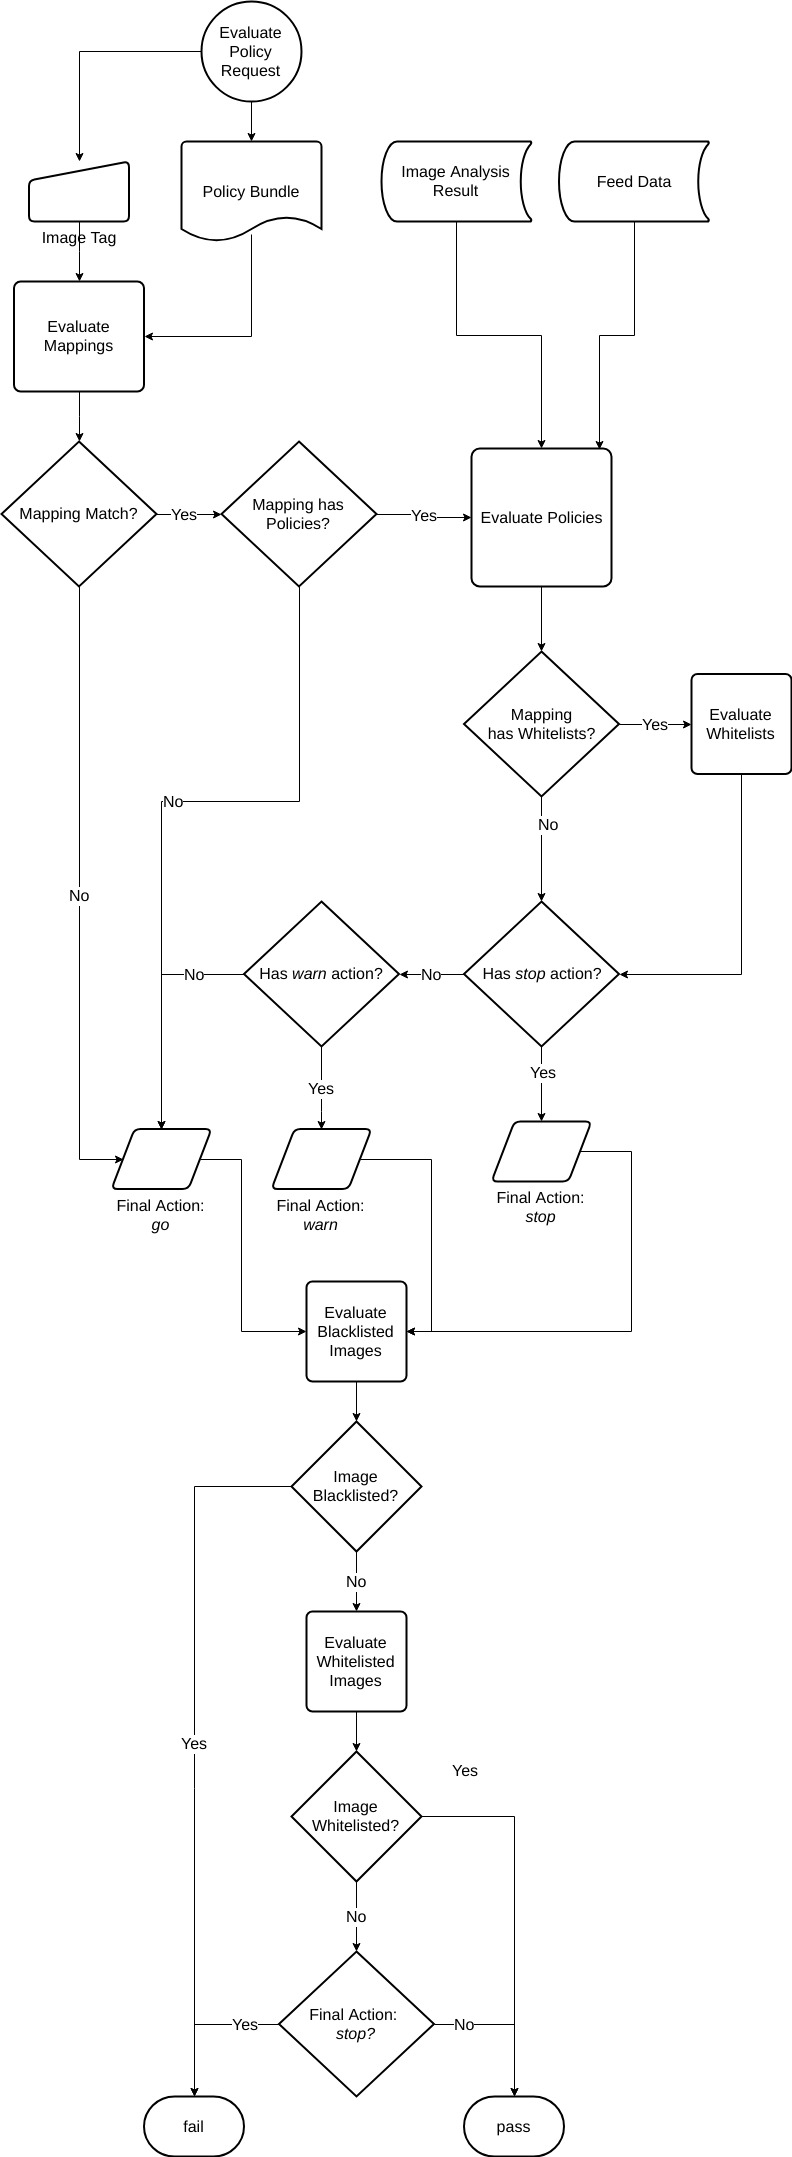 Evaluate
Policy
Request
Policy Bundle
Image Analysis
Result
Feed Data
Image Tag
Evaluate
Mappings
Mapping Match?
Yes
Mapping has
Policies?
Yes
Evaluate Policies
Mapping
has Whitelists?
Yes
Evaluate
Whitelists
No
No
No
Has warn action?
No
Has stop action?
No
Yes
Yes
Final Action:
go
Final Action:
warn
Final Action:
stop
Evaluate
Blacklisted
Images
Image
Blacklisted?
No
Evaluate
Whitelisted
Images
Yes
Yes
Image
Whitelisted?
No
Final Action:
stop?
Yes
No
fail
pass